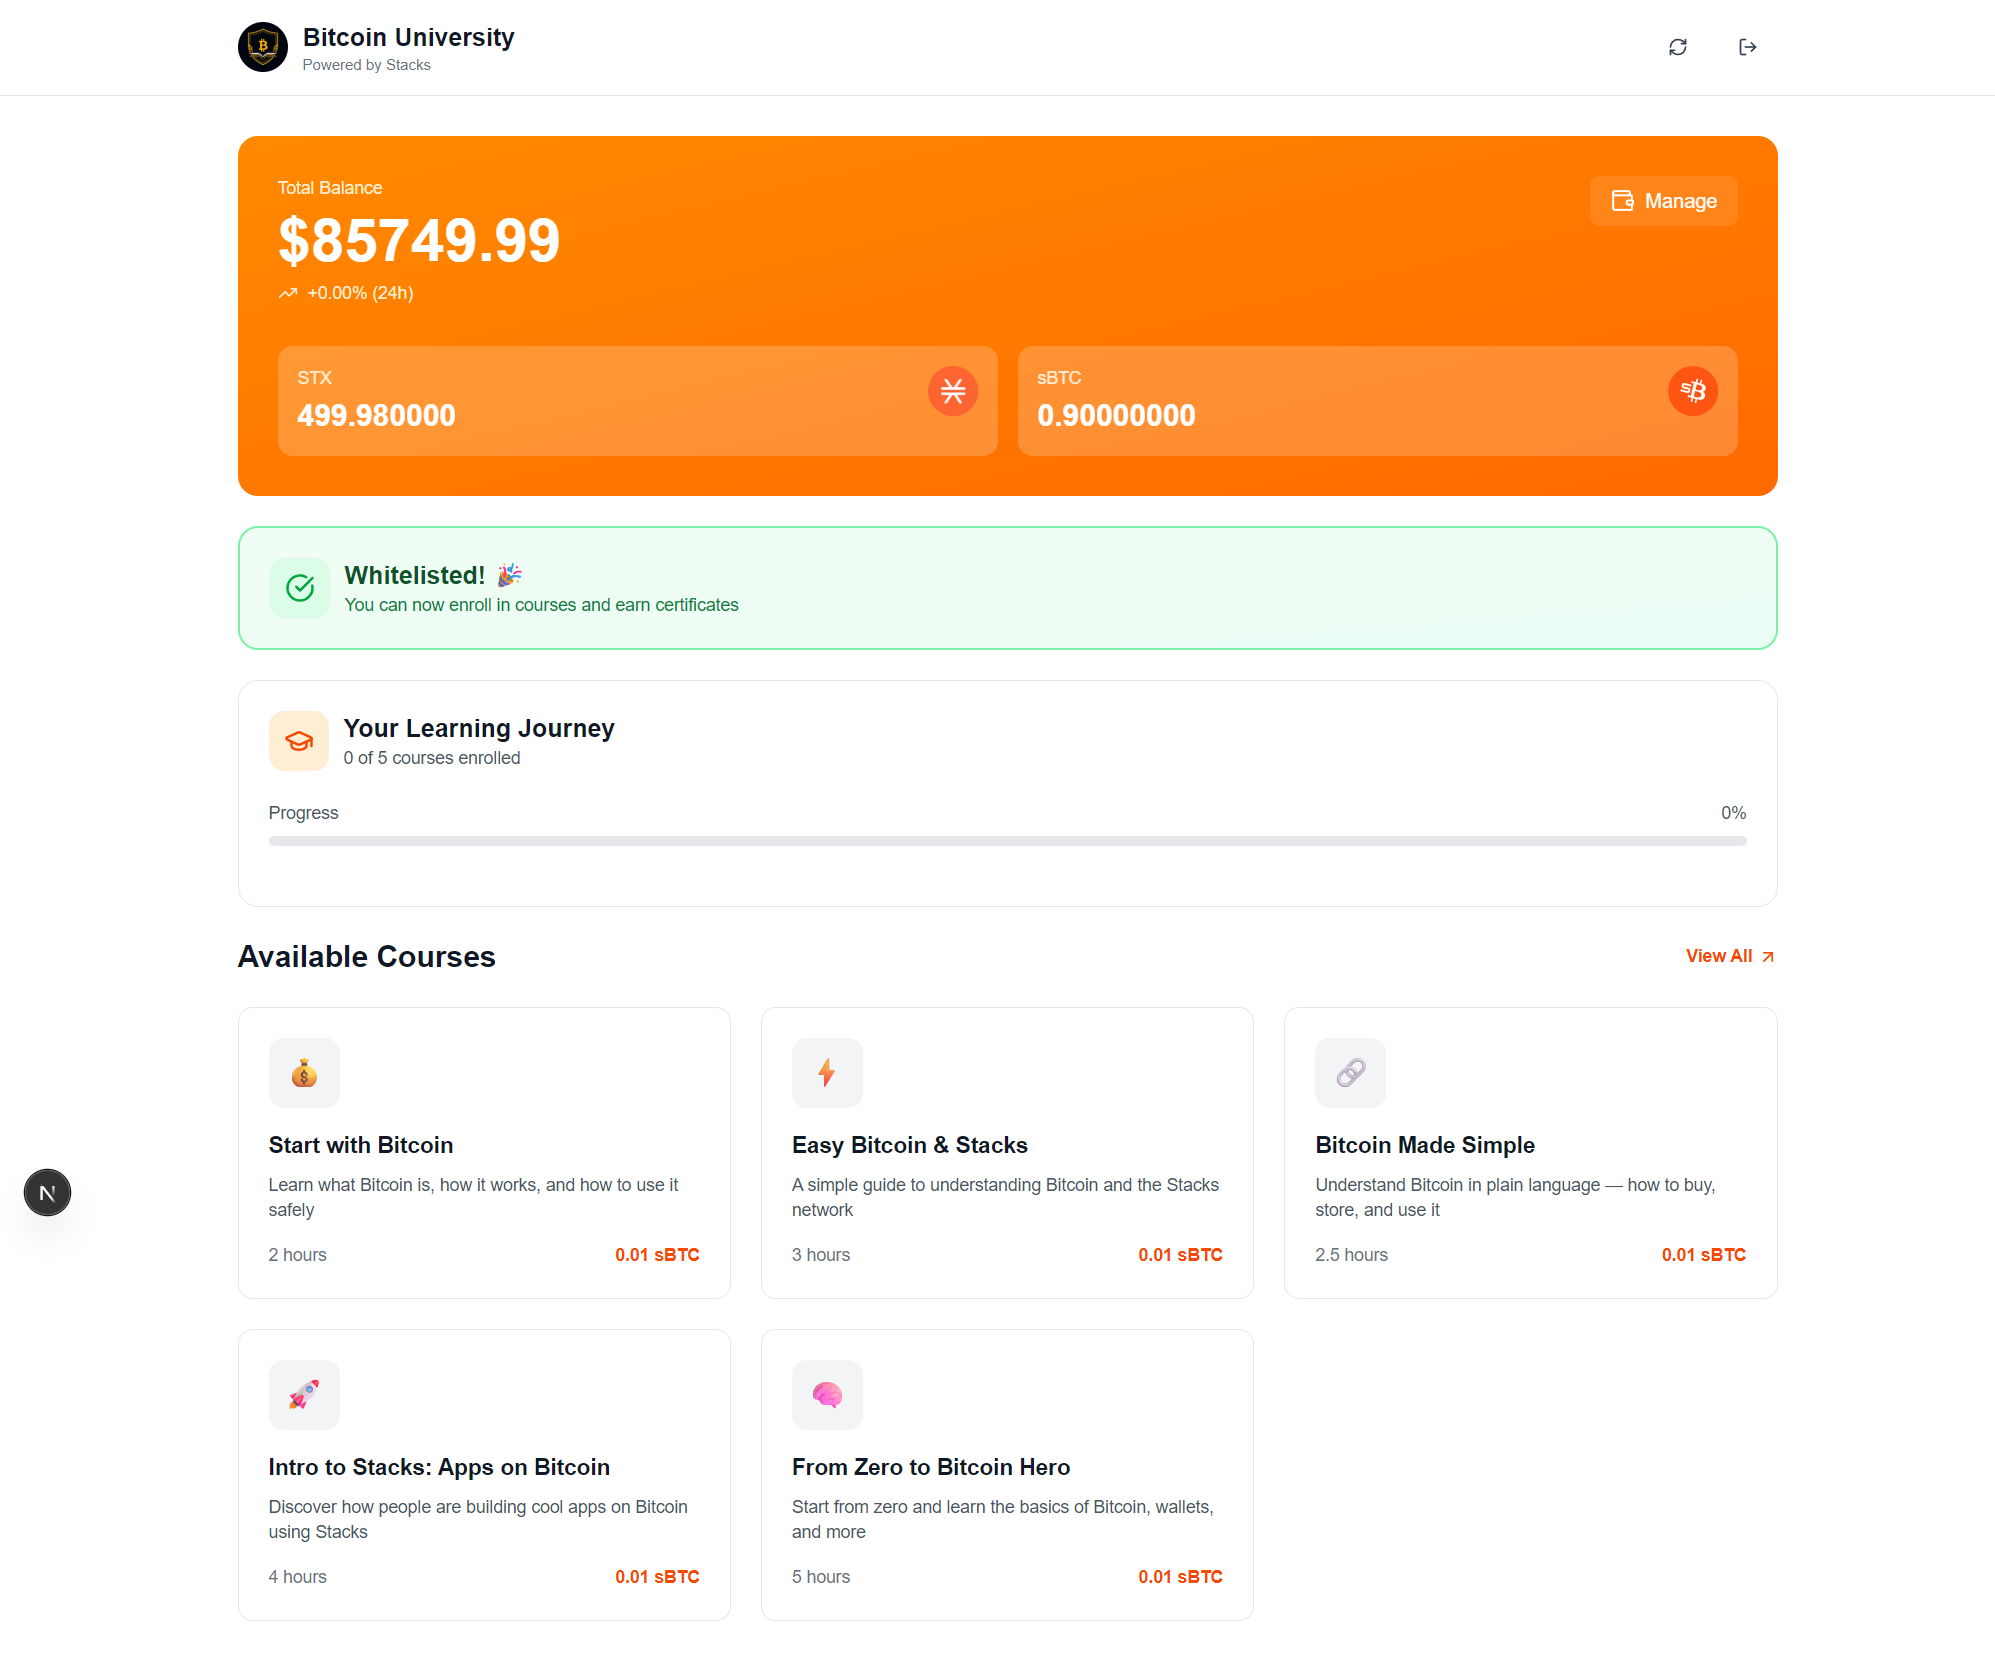 Bitcoin University
Powered by Stacks
Total Balance
$85749.99
+0.00% (24h)
Manage
STX
499.980000
sBTC
0.90000000
Whitelisted! 🎉
You can now enroll in courses and earn certificates
Your Learning Journey
0 of 5 courses enrolled
Progress
0%
Available Courses
View All
Start with Bitcoin
Learn what Bitcoin is, how it works, and how to use it
safely
2 hours
0.01 sBTC
Easy Bitcoin & Stacks
A simple guide to understanding Bitcoin and the Stacks
network
3 hours
0.01 sBTC
Bitcoin Made Simple
Understand Bitcoin in plain language — how to buy,
store, and use it
2.5 hours
0.01 sBTC
N
Intro to Stacks: Apps on Bitcoin
Discover how people are building cool apps on Bitcoin
using Stacks
4 hours
0.01 sBTC
From Zero to Bitcoin Hero
Start from zero and learn the basics of Bitcoin, wallets,
and more
5 hours
0.01 sBTC